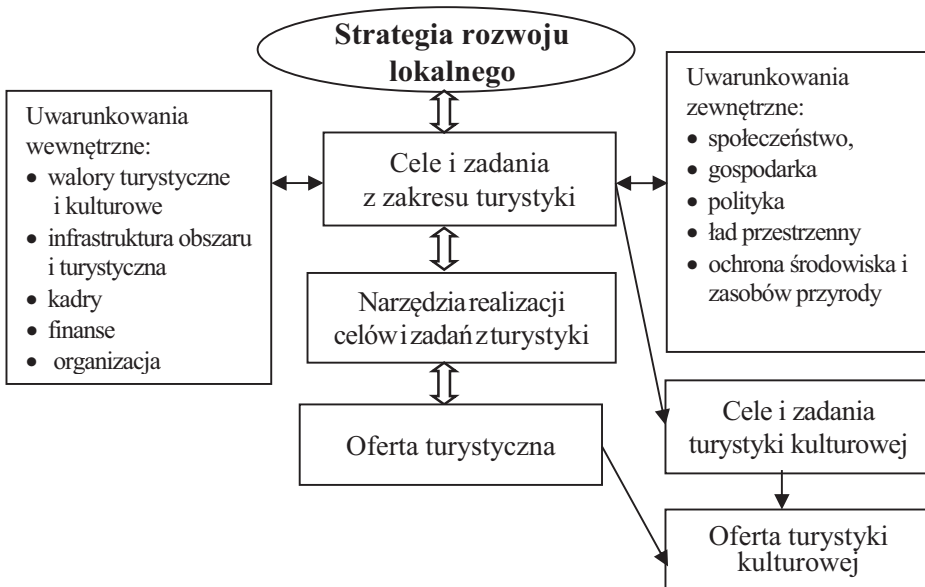 Strategia rozwoju
lokalnego
Uwarunkowania
wewnętrzne:
• walory turystyczne
i kulturowe
• infrastruktura obszaru
i turystyczna
• kadry
• finanse
• organizacja
Cele i zadania
z zakresu turystyki
Narzędzia realizacji
celów i zadań z turystyki
Oferta turystyczna
Uwarunkowania
zewnętrzne:
• społeczeństwo,
• gospodarka
• polityka
• ład przestrzenny
• ochrona środowiska i
zasobów przyrody
Cele i zadania
turystyki kulturowej
Oferta turystyki
kulturowej